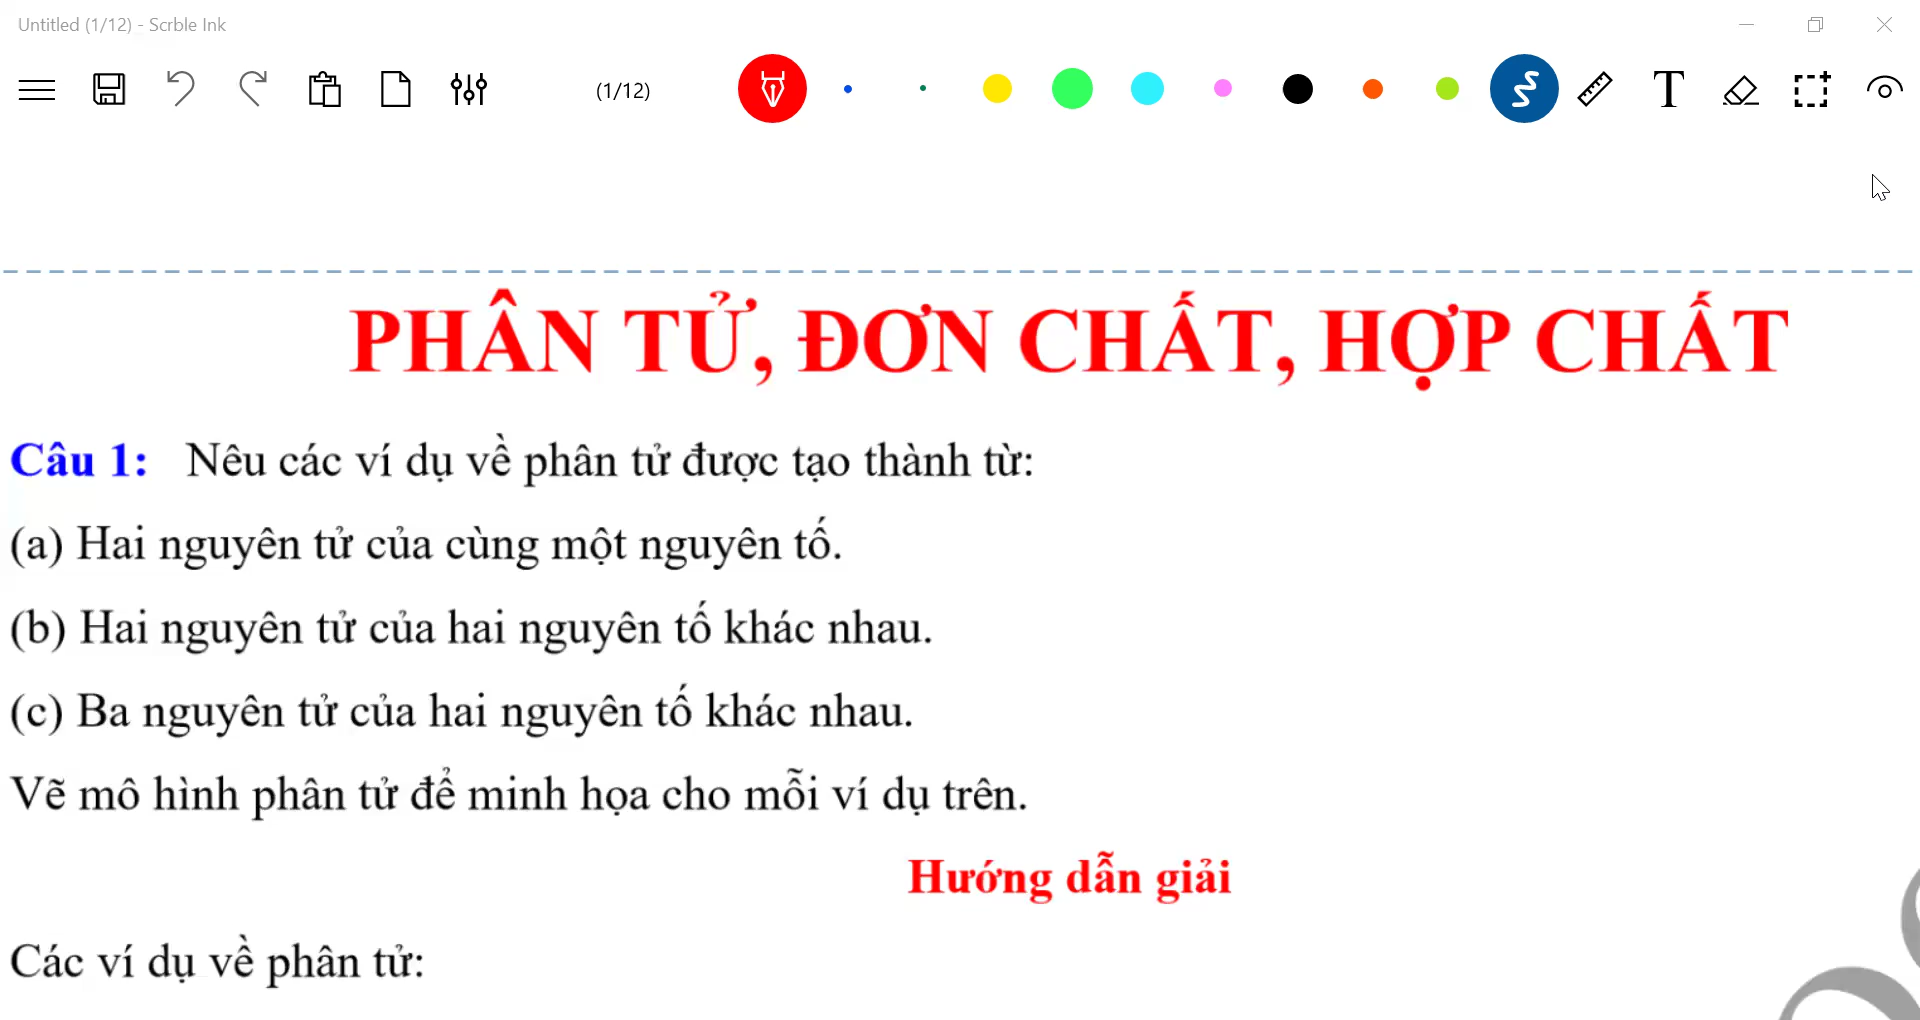 Untitled (1/12) - Scrble Ink
(1/12)
T
PHÂN TỬ, ĐƠN CHẤT, HỢP CHẤT
Câu 1: Nêu các ví dụ về phân tử được tạo thành từ:
(a) Hai nguyên tử của cùng một nguyên tố.
(b) Hai nguyên tử của hai nguyên tố khác nhau.
(c) Ba nguyên tử của hai nguyên tố khác nhau.
Vẽ mô hình phân tử để minh họa cho mỗi ví dụ trên.
Hướng dẫn giải
Các ví dụ về phân tử: